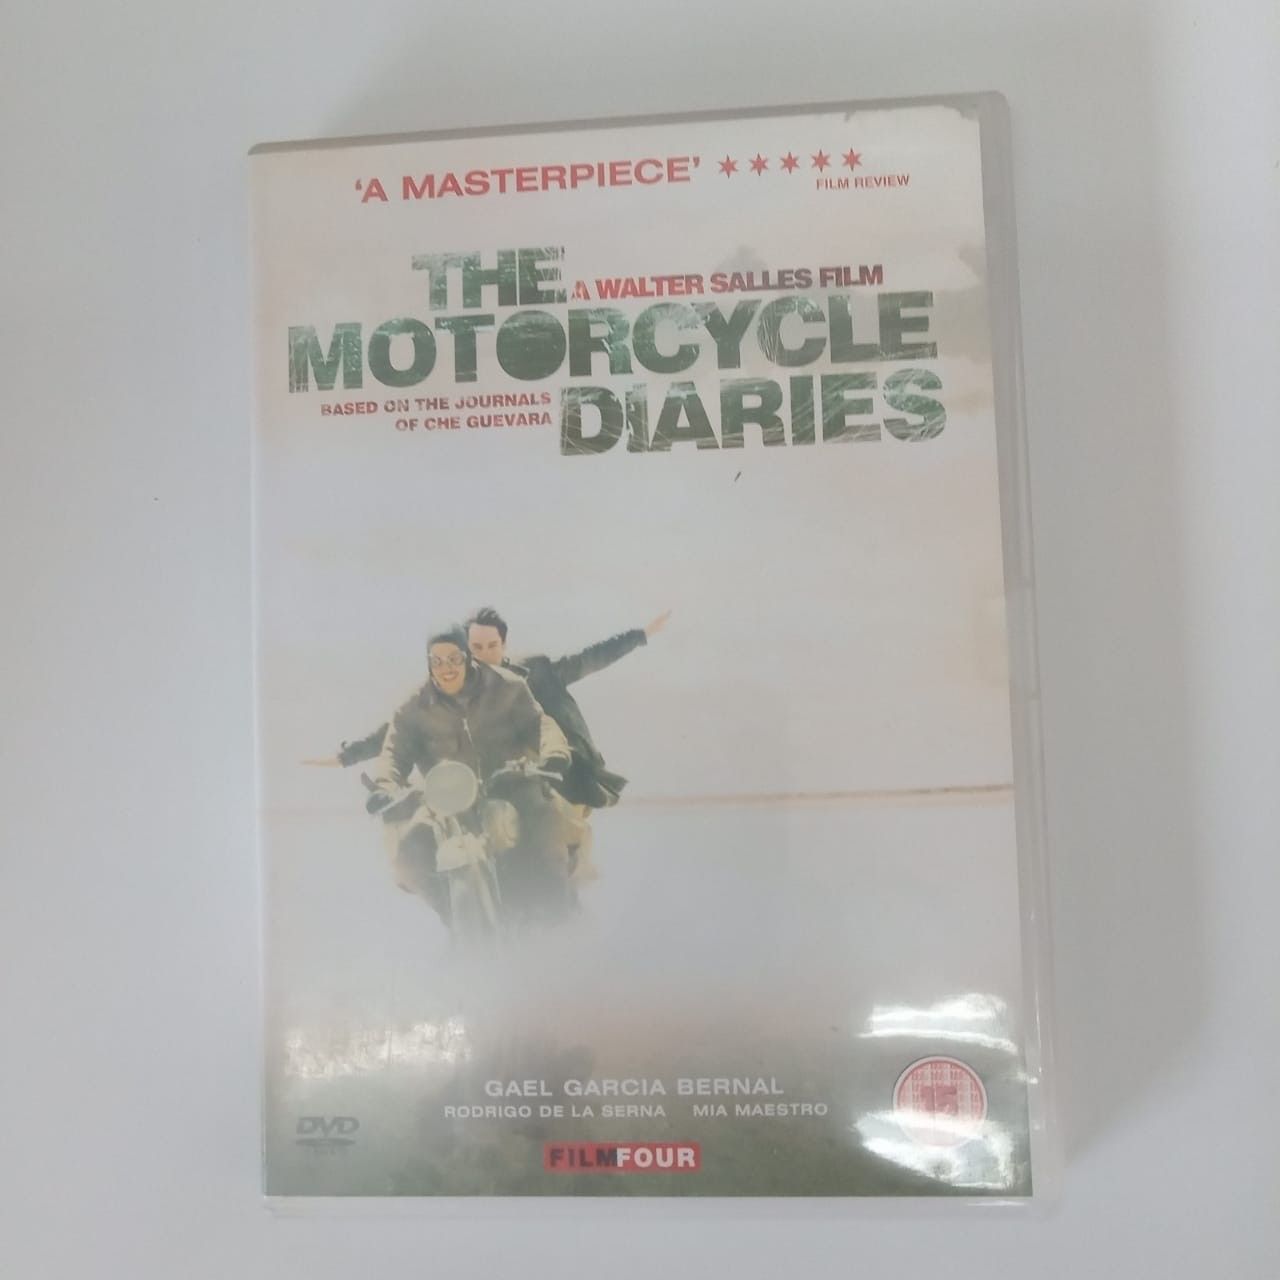 'A MASTERPIECE' ✶✶✶✶✶
FILM REVIEW
THE
A WALTER SALLES FILM
MOTORCYCLE
BASED ON THE JOURNALS
OF CHE GUEVARA
DIARIES
GAEL GARCIA BERNAL
RODRIGO DE LA SERNA MIA MAESTRO
DVD
FILMFOUR
15